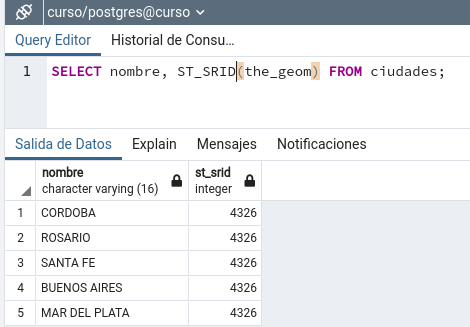 curso/postgres@curso
Query Editor Historial de Consu...
1 SELECT nombre, ST_SRID(the_geom) FROM ciudades;
Salida de Datos Explain Mensajes Notificaciones
nombre st_srid
character varying (16) integer
1 CORDOBA 4326
2 ROSARIO 4326
3 SANTA FE 4326
4 BUENOS AIRES 4326
5 MAR DEL PLATA 4326